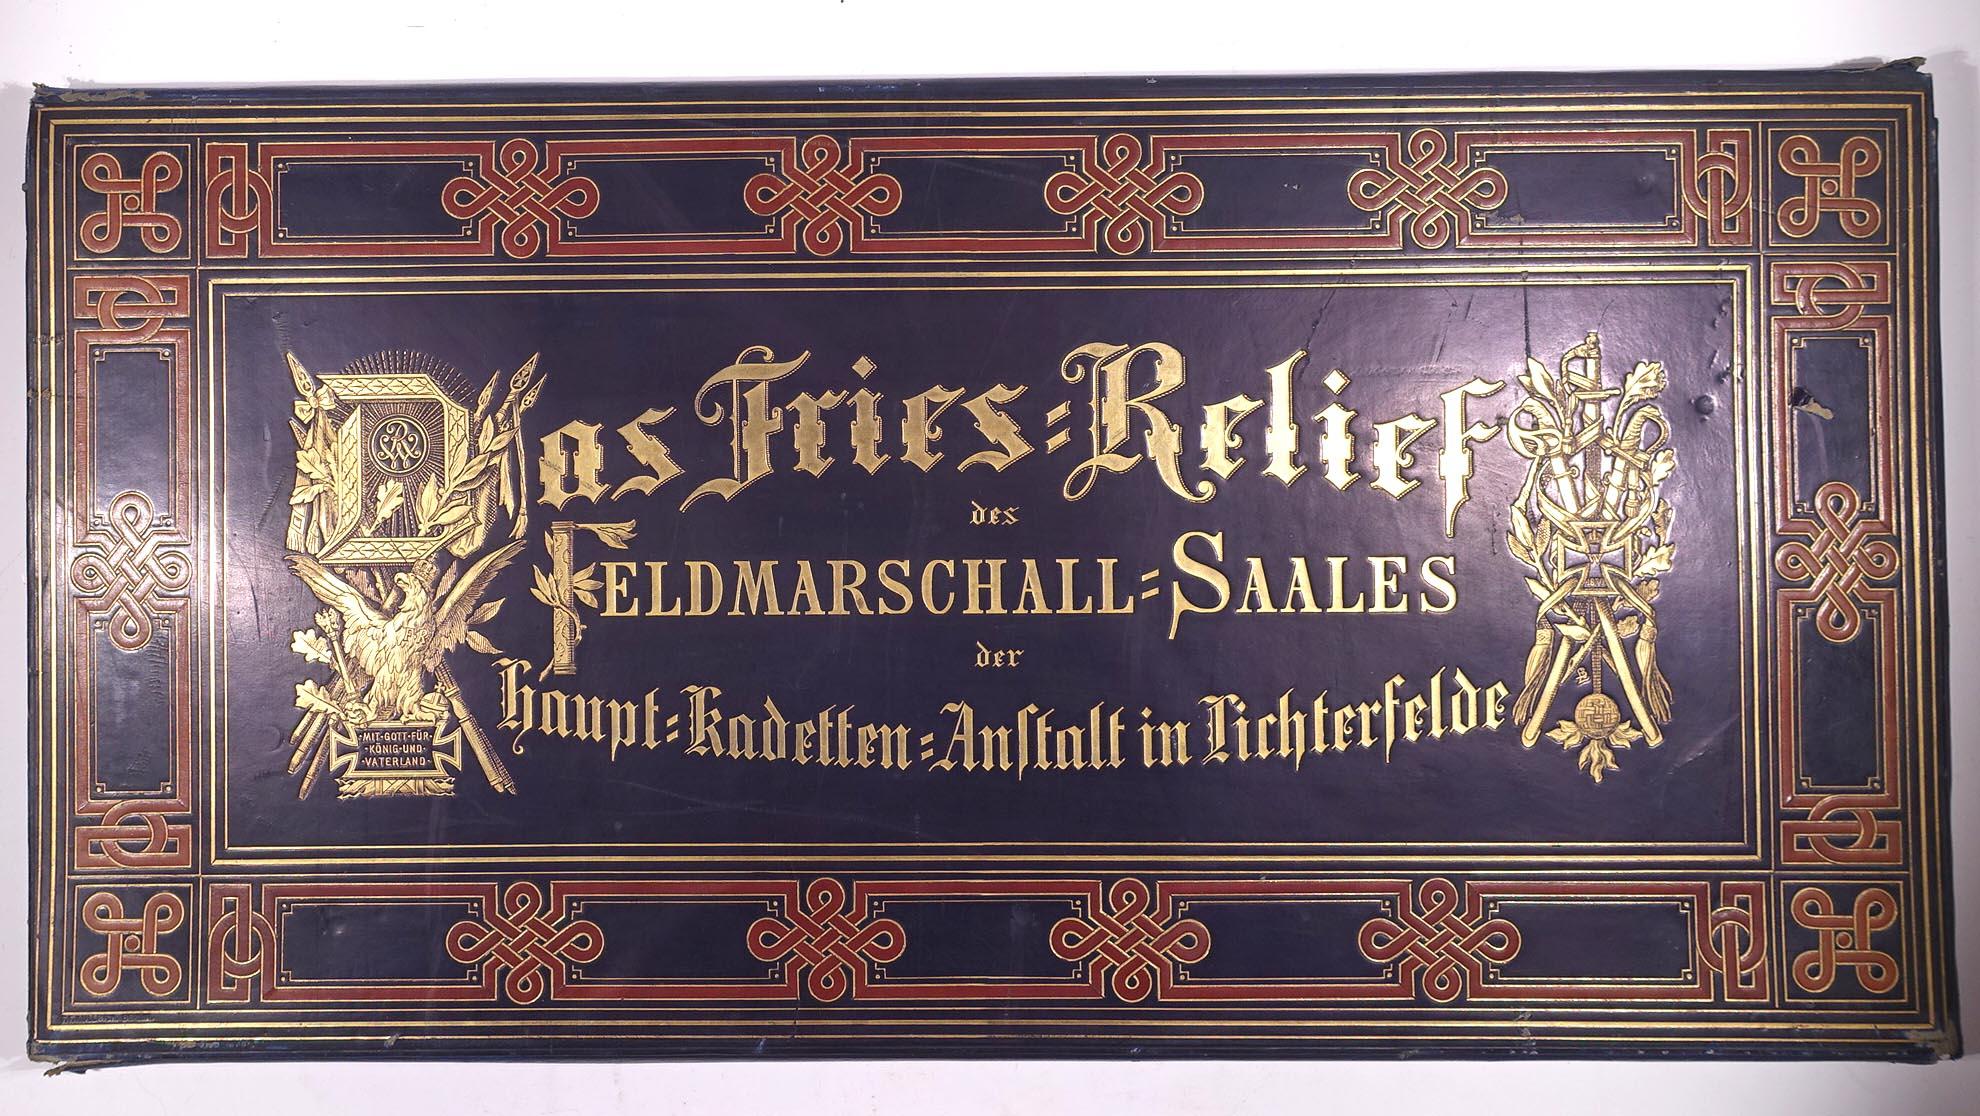 Das Fries=Relief
des
FELDMARSCHALL=SAALES
der
Haupt=Kadetten=Anſtalt in Lichterfelde
·MIT·GOTT·FÜR·
·KÖNIG·UND·
·VATERLAND·